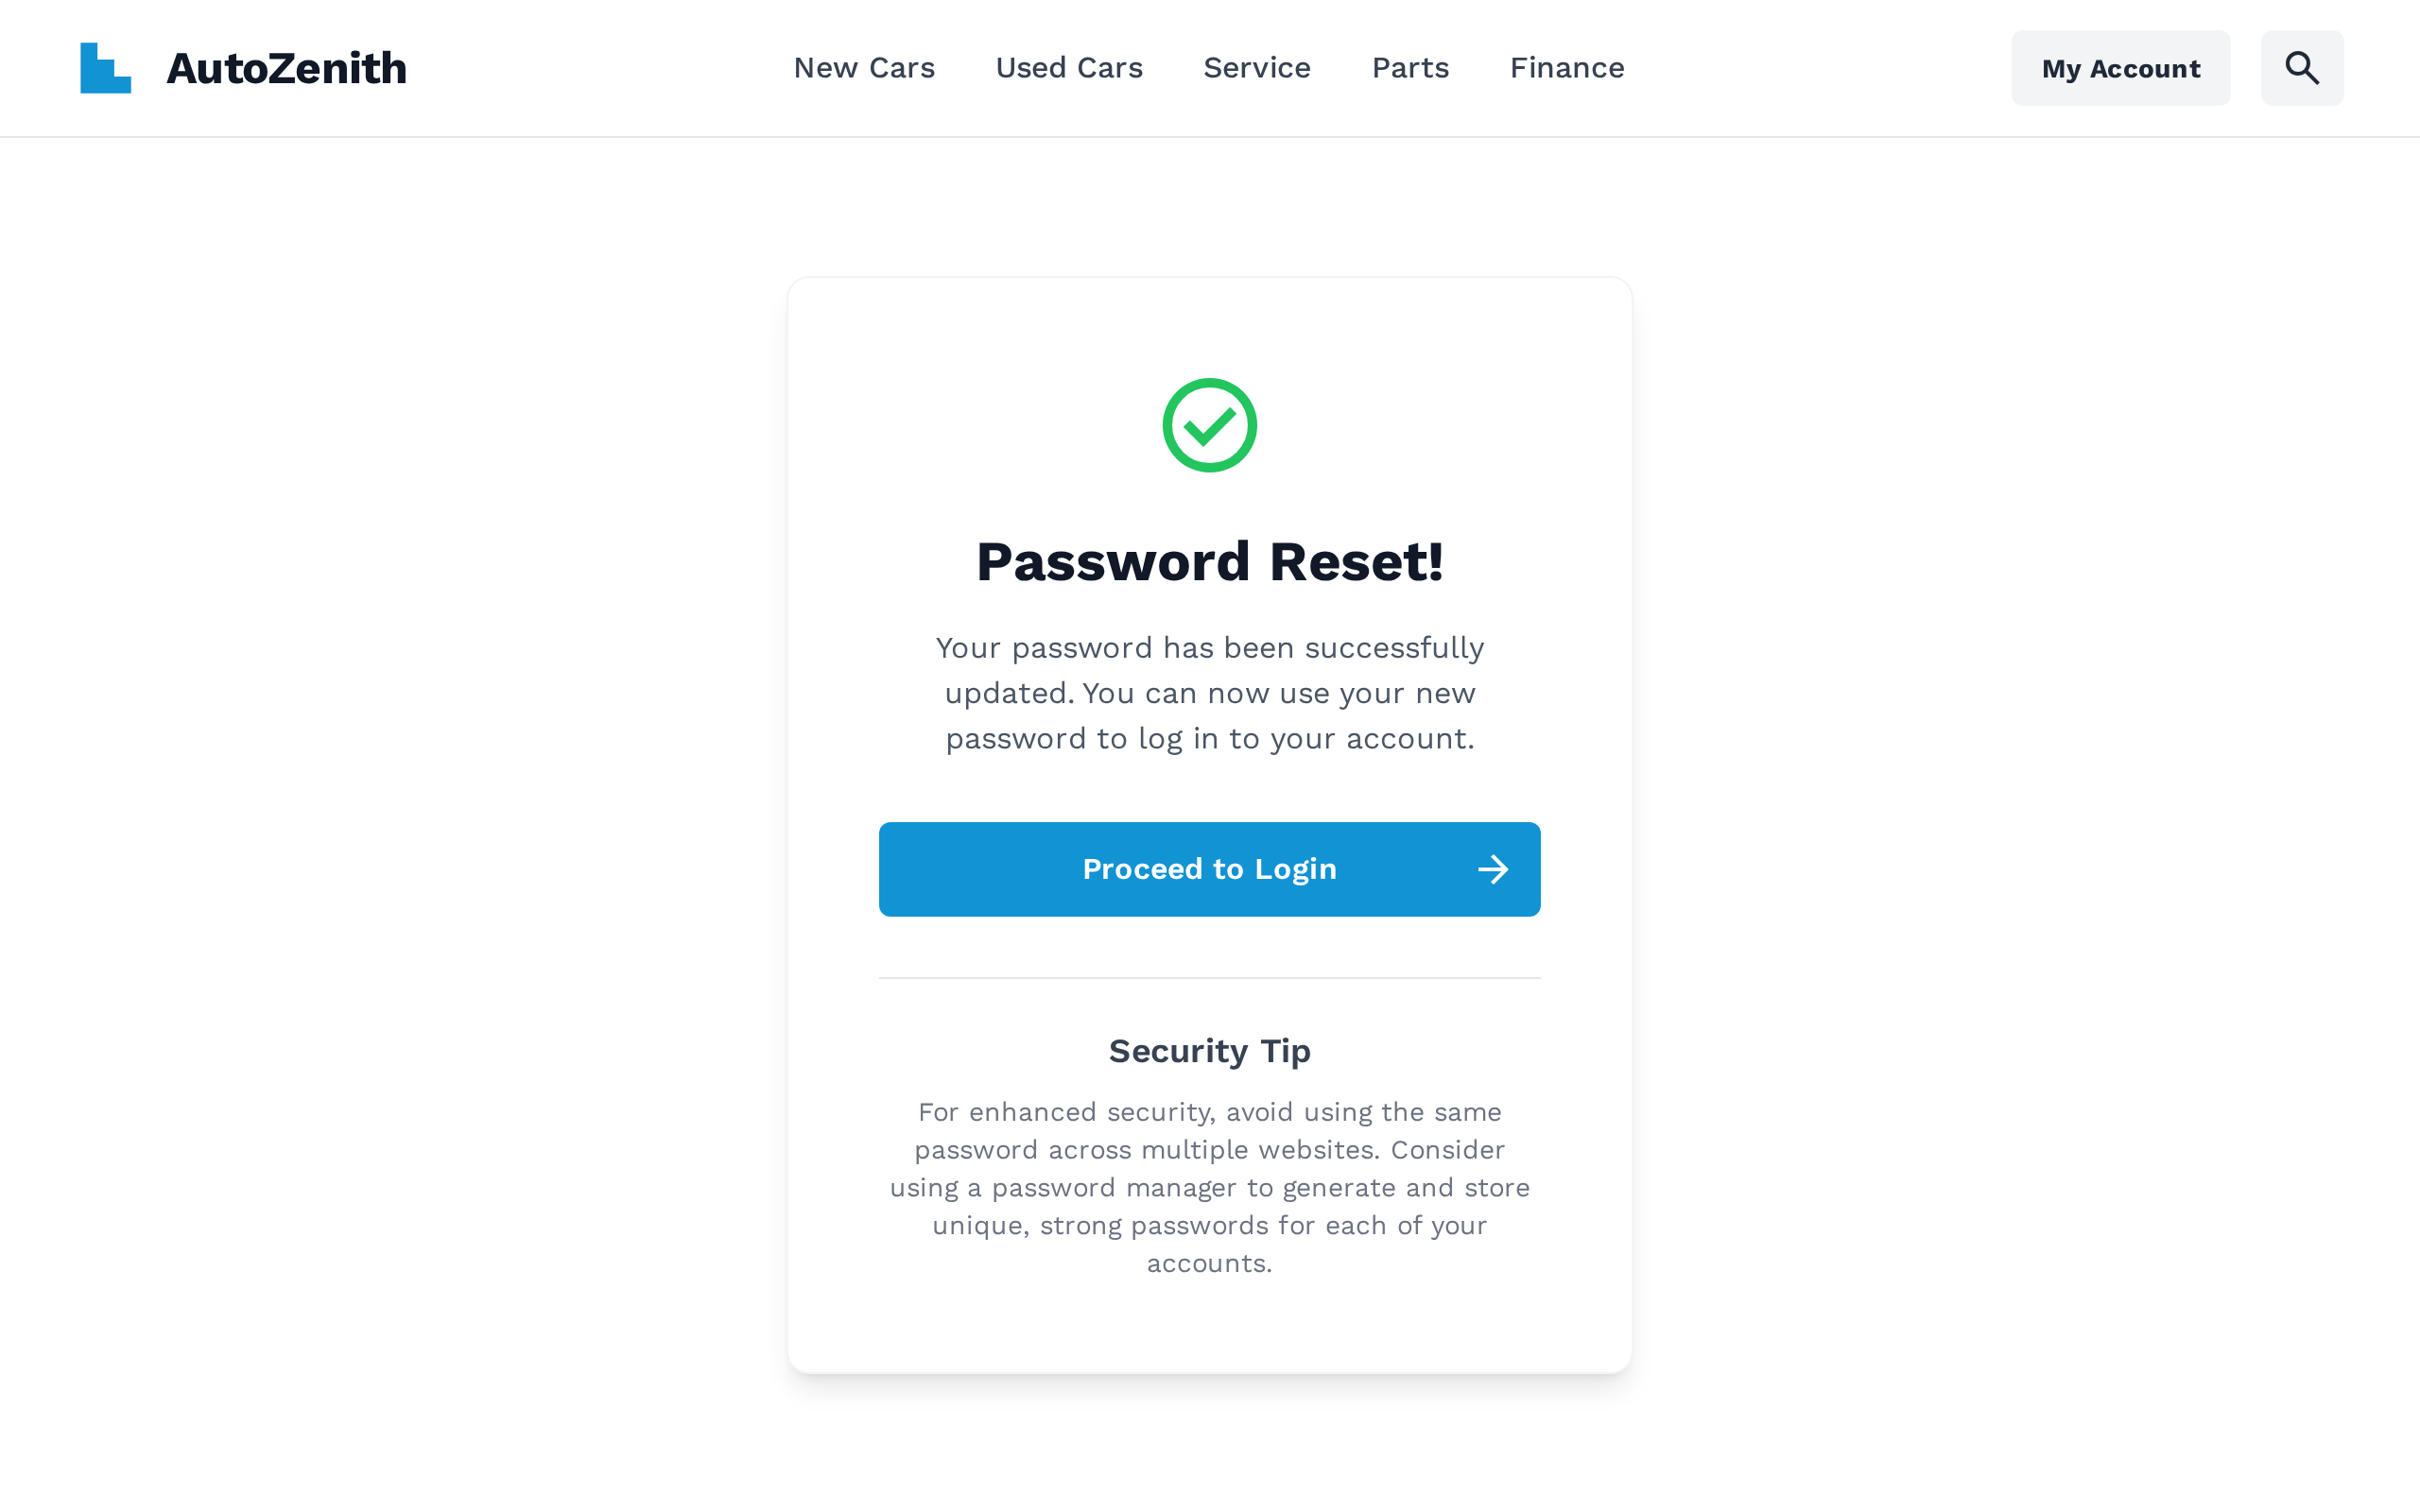 AutoZenith
New Cars
Used Cars
Service
Parts
Finance
My Account
Password Reset!
Your password has been successfully
updated. You can now use your new
password to log in to your account.
Proceed to Login
Security Tip
For enhanced security, avoid using the same
password across multiple websites. Consider
using a password manager to generate and store
unique, strong passwords for each of your
accounts.